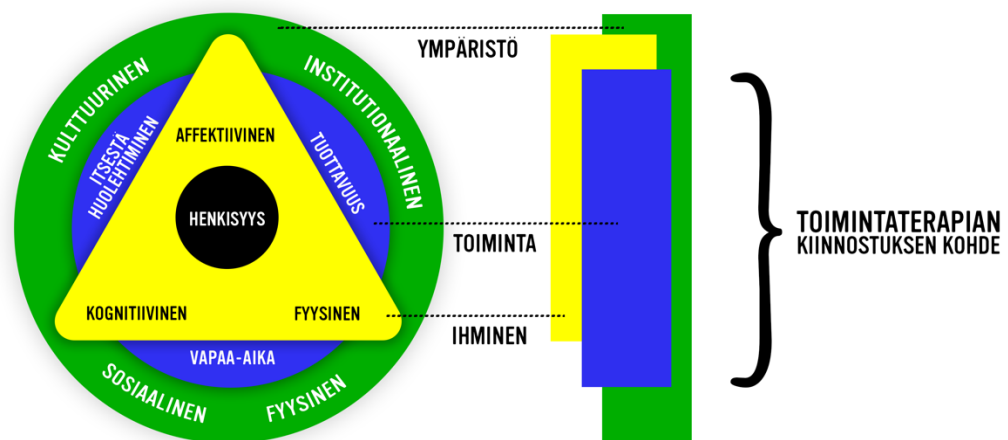 YMPÄRISTÖ
KULTTUURINEN
INSTITUTIONAALINEN
ITSESTÄ
HUOLEHTIMINEN
AFFEKTIIVINEN
TUOTTAVUUS
HENKISYYS
TOIMINTA
TOIMINTATERAPIAN
KIINNOSTUKSEN KOHDE
KOGNITIIVINEN
FYYSINEN
IHMINEN
VAPAA-AIKA
SOSIAALINEN
FYYSINEN